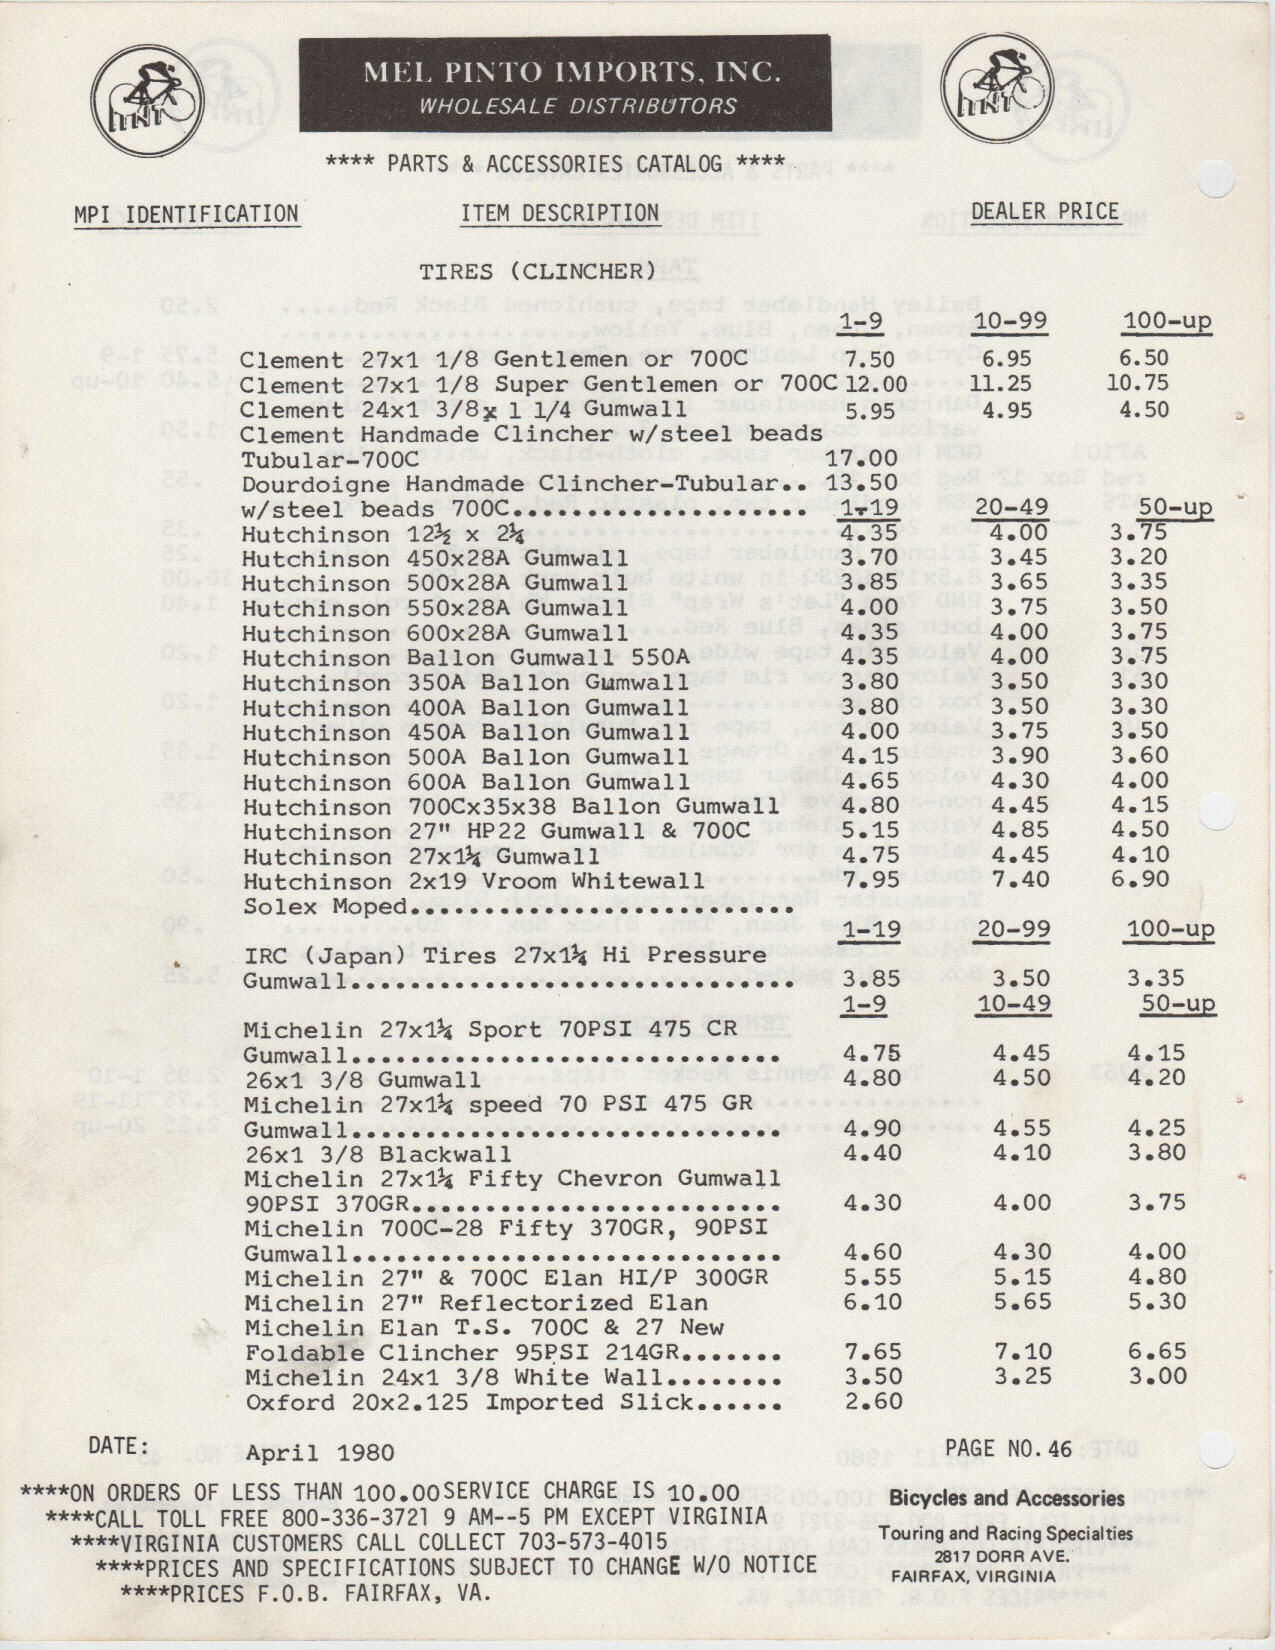 MEL PINTO IMPORTS, INC.
WHOLESALE DISTRIBUTORS
**** PARTS & ACCESSORIES CATALOG ****
MPI IDENTIFICATION ITEM DESCRIPTION DEALER PRICE
TIRES (CLINCHER)
1-9 10-99 100-up
Clement 27x1 1/8 Gentlemen or 700C 7.50 6.95 6.50
Clement 27x1 1/8 Super Gentlemen or 700C 12.00 11.25 10.75
Clement 24x1 3/8 x 1 1/4 Gumwall 5.95 4.95 4.50
Clement Handmade Clincher w/steel beads
Tubular-700C 17.00
Dourdoigne Handmade Clincher-Tubular.. 13.50
w/steel beads 700C.................... 1-19 20-49 50-up
Hutchinson 12½ x 2¼ 4.35 4.00 3.75
Hutchinson 450x28A Gumwall 3.70 3.45 3.20
Hutchinson 500x28A Gumwall 3.85 3.65 3.35
Hutchinson 550x28A Gumwall 4.00 3.75 3.50
Hutchinson 600x28A Gumwall 4.35 4.00 3.75
Hutchinson Ballon Gumwall 550A 4.35 4.00 3.75
Hutchinson 350A Ballon Gumwall 3.80 3.50 3.30
Hutchinson 400A Ballon Gumwall 3.80 3.50 3.30
Hutchinson 450A Ballon Gumwall 4.00 3.75 3.50
Hutchinson 500A Ballon Gumwall 4.15 3.90 3.60
Hutchinson 600A Ballon Gumwall 4.65 4.30 4.00
Hutchinson 700Cx35x38 Ballon Gumwall 4.80 4.45 4.15
Hutchinson 27" HP22 Gumwall & 700C 5.15 4.85 4.50
Hutchinson 27x1¼ Gumwall 4.75 4.45 4.10
Hutchinson 2x19 Vroom Whitewall 7.95 7.40 6.90
Solex Moped..........................
1-19 20-99 100-up
IRC (Japan) Tires 27x1¼ Hi Pressure
Gumwall.............................. 3.85 3.50 3.35
1-9 10-49 50-up
Michelin 27x1¼ Sport 70PSI 475 CR
Gumwall............................. 4.75 4.45 4.15
26x1 3/8 Gumwall 4.80 4.50 4.20
Michelin 27x1¼ speed 70 PSI 475 GR
Gumwall............................. 4.90 4.55 4.25
26x1 3/8 Blackwall 4.40 4.10 3.80
Michelin 27x1¼ Fifty Chevron Gumwall
90PSI 370GR......................... 4.30 4.00 3.75
Michelin 700C-28 Fifty 370GR, 90PSI
Gumwall............................. 4.60 4.30 4.00
Michelin 27" & 700C Elan HI/P 300GR 5.55 5.15 4.80
Michelin 27" Reflectorized Elan 6.10 5.65 5.30
Michelin Elan T.S. 700C & 27 New
Foldable Clincher 95PSI 214GR....... 7.65 7.10 6.65
Michelin 24x1 3/8 White Wall........ 3.50 3.25 3.00
Oxford 20x2.125 Imported Slick...... 2.60
DATE: April 1980 PAGE NO. 46
****ON ORDERS OF LESS THAN 100.00 SERVICE CHARGE IS 10.00
****CALL TOLL FREE 800-336-3721 9 AM--5 PM EXCEPT VIRGINIA
****VIRGINIA CUSTOMERS CALL COLLECT 703-573-4015
****PRICES AND SPECIFICATIONS SUBJECT TO CHANGE W/O NOTICE
****PRICES F.O.B. FAIRFAX, VA.
Bicycles and Accessories
Touring and Racing Specialties
2817 DORR AVE.
FAIRFAX, VIRGINIA